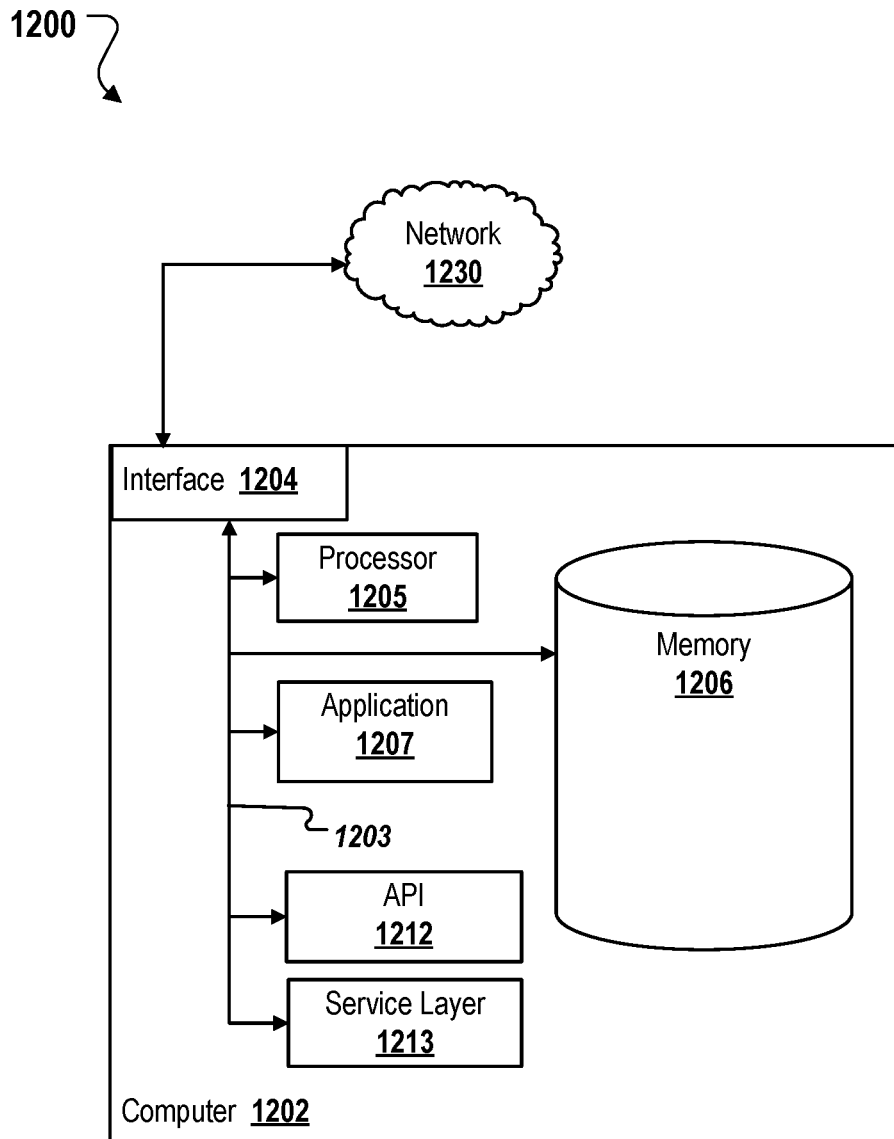 1200
Network
1230
Interface 1204
Processor
1205
Memory
1206
Application
1207
1203
API
1212
Service Layer
1213
Computer 1202